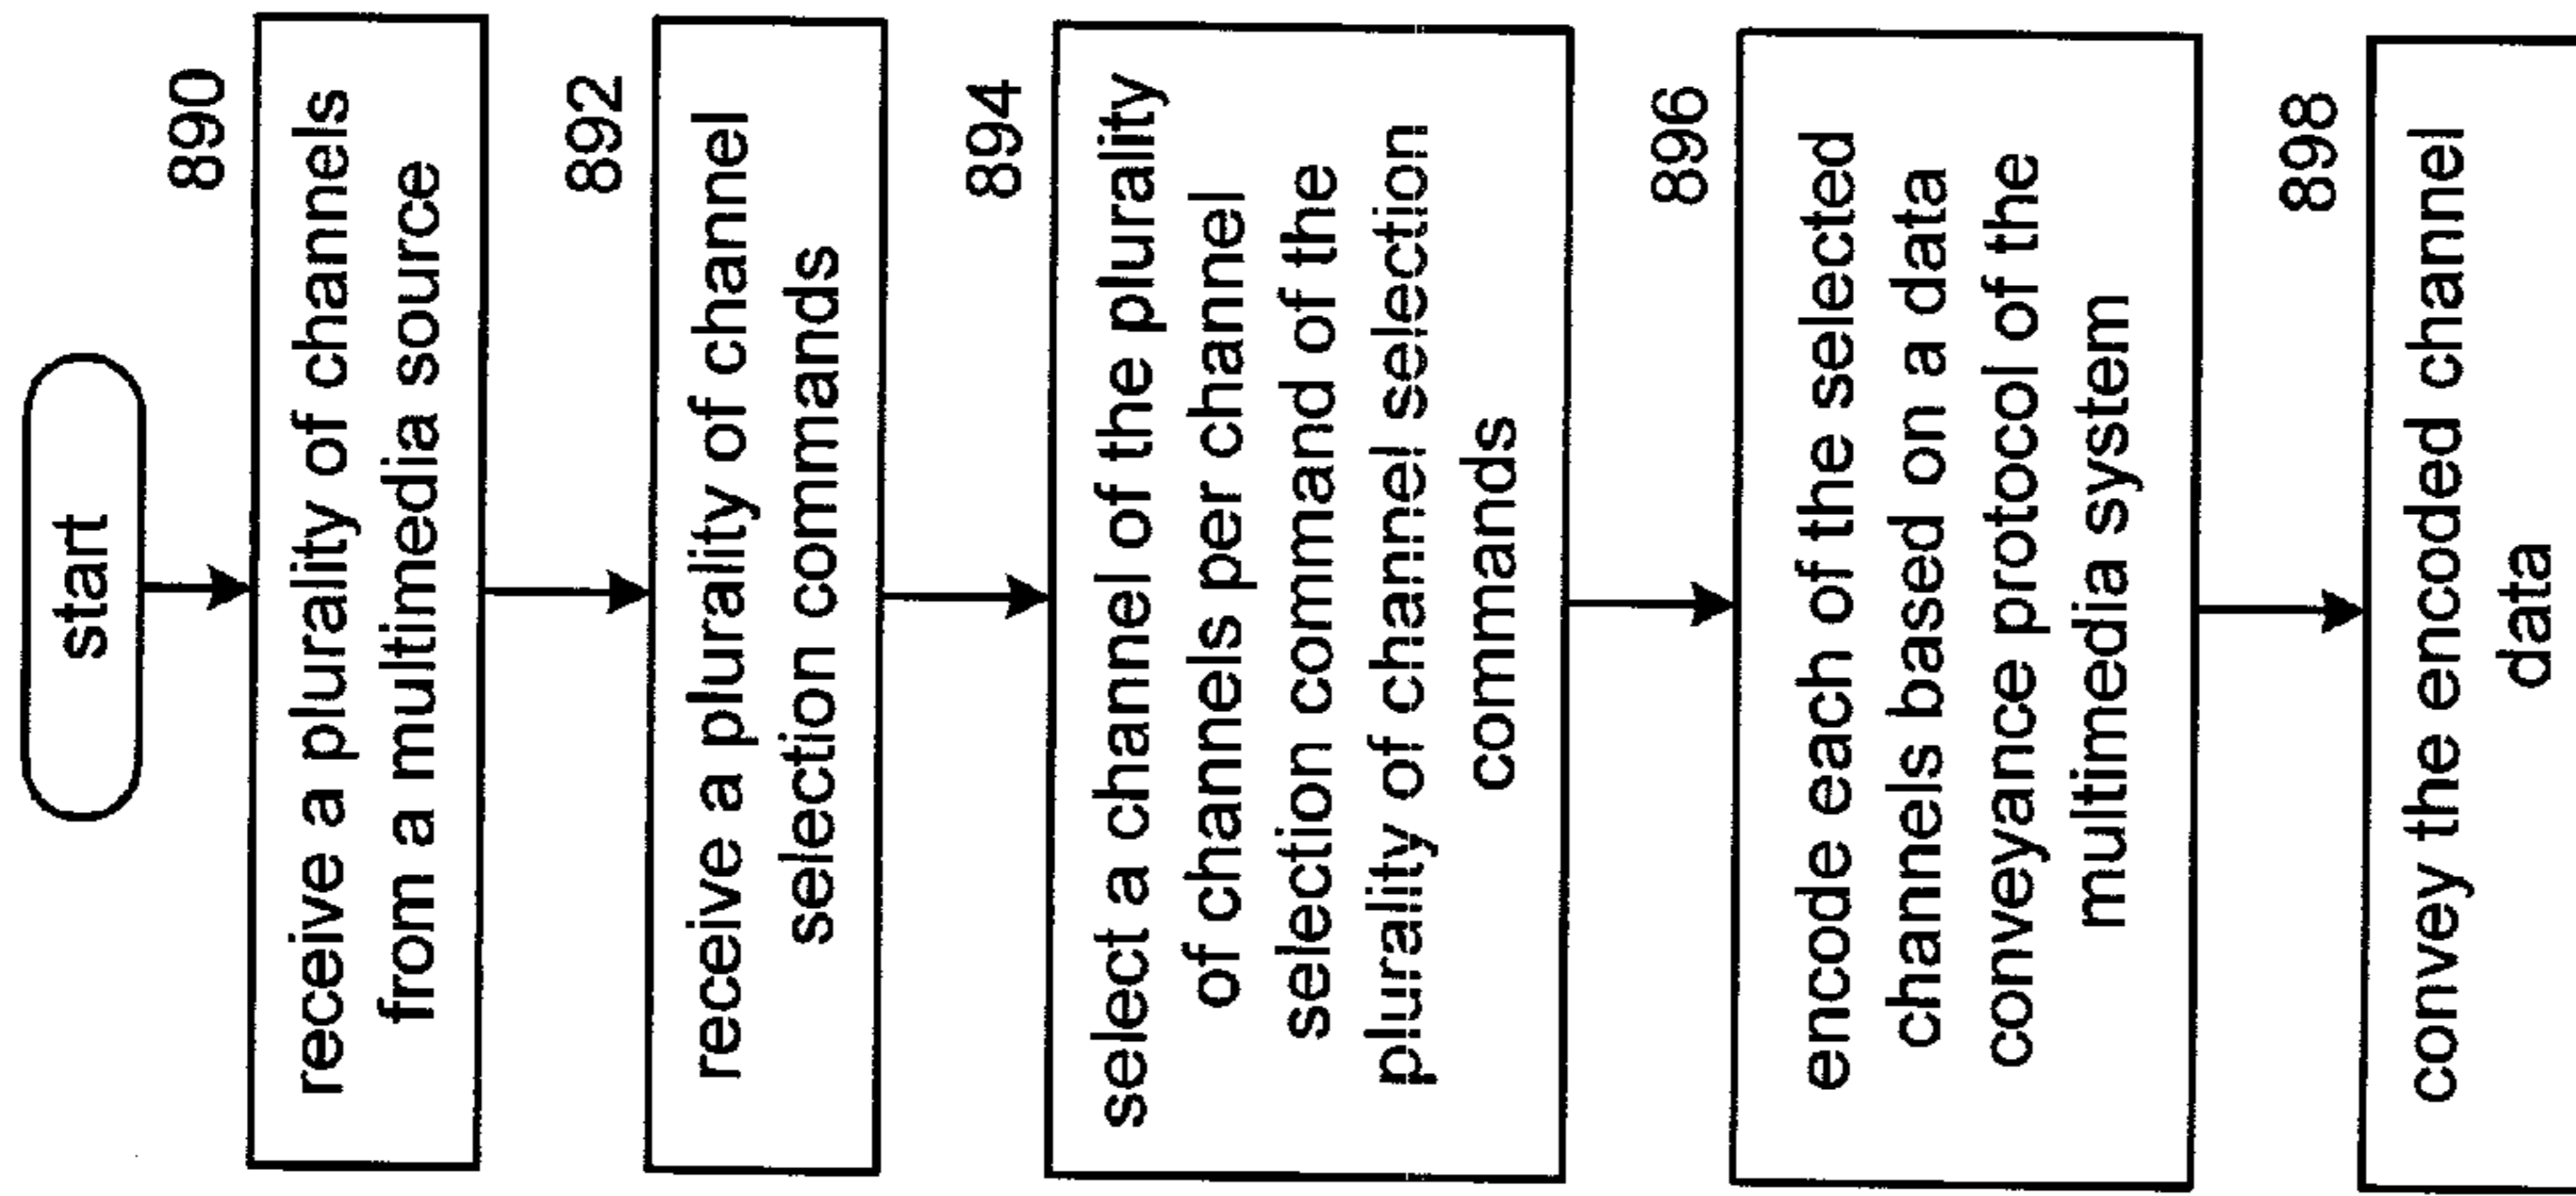 start
890
receive a plurality of channels
from a multimedia source
892
receive a plurality of channel
selection commands
894
select a channel of the plurality
of channels per channel
selection command of the
plurality of channel selection
commands
896
encode each of the selected
channels based on a data
conveyance protocol of the
multimedia system
898
convey the encoded channel
data